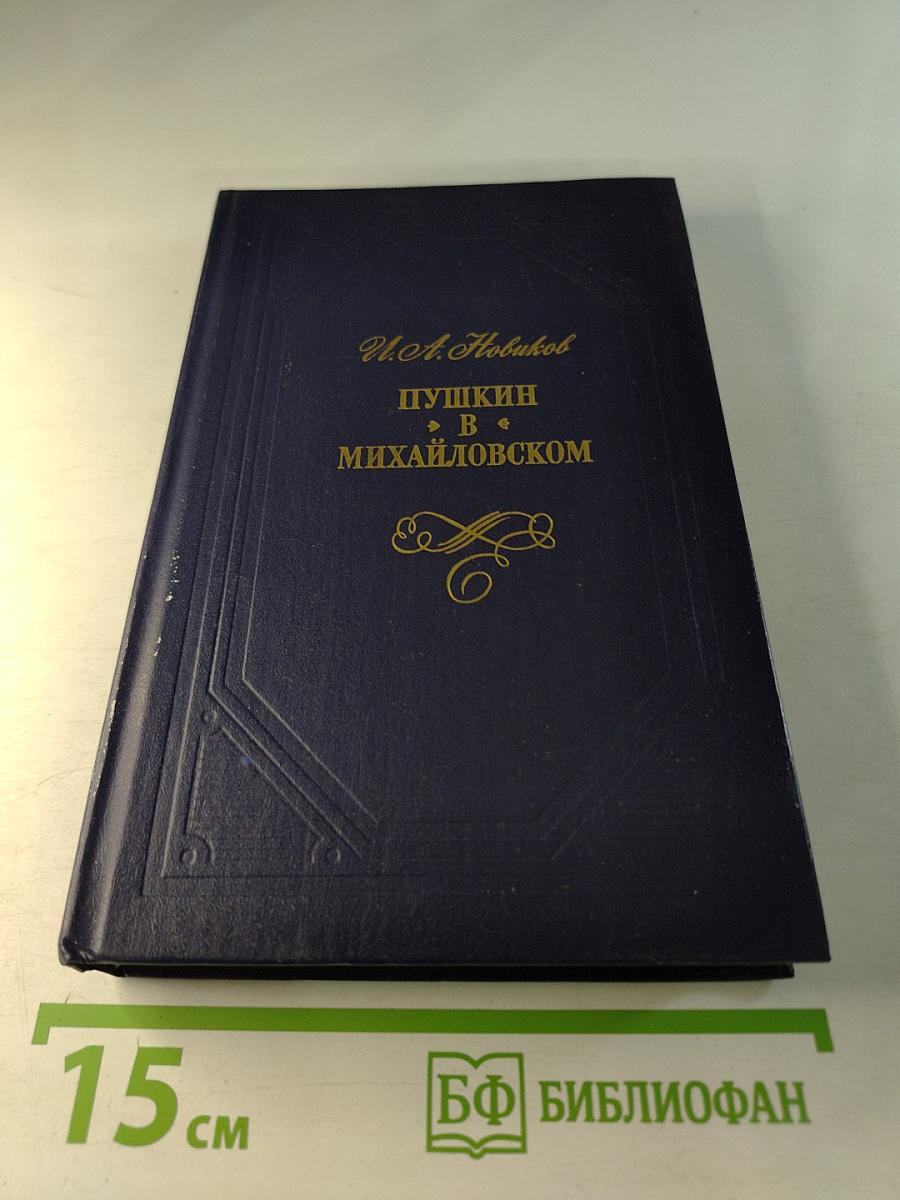 И. А. Новиков
ПУШКИН
В
МИХАЙЛОВСКОМ
15 см
БФ БИБЛИОФАН